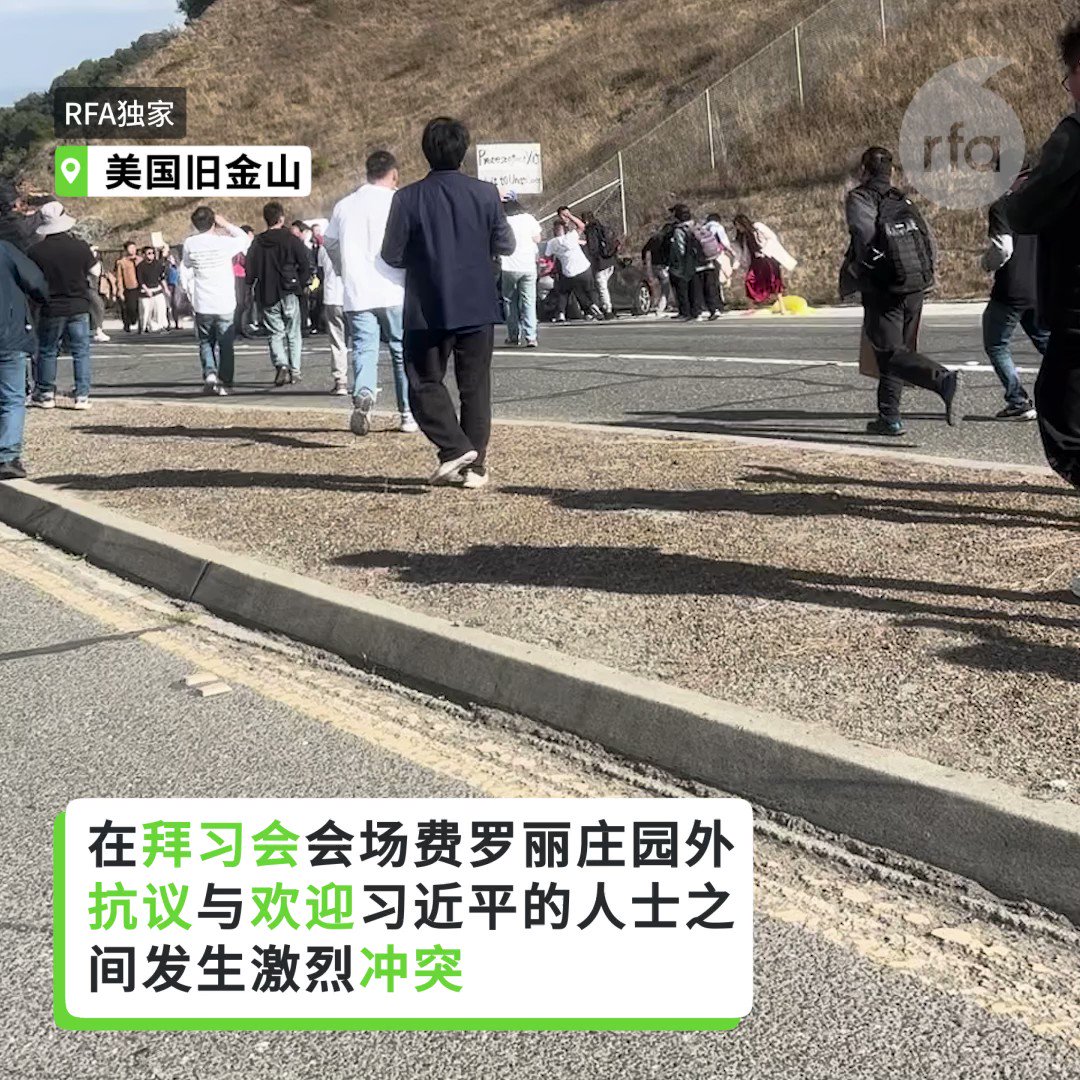 RFA独家
美国旧金山
rfa
在拜习会会场费罗丽庄园外
抗议与欢迎习近平的人士之
间发生激烈冲突